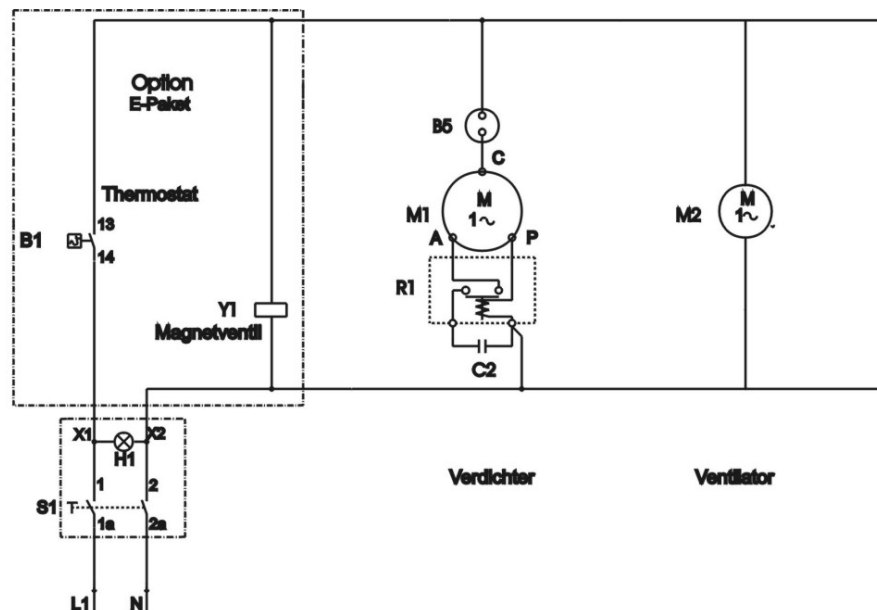 Option
E-Paket
B5
C
Thermostat
M
1~
M1
A
P
M
1~
M2
13
B1
14
R1
Y1
Magnetventil
C2
X1
X2
H1
Verdichter
Ventilator
1
2
S1
1a
2a
L1
N